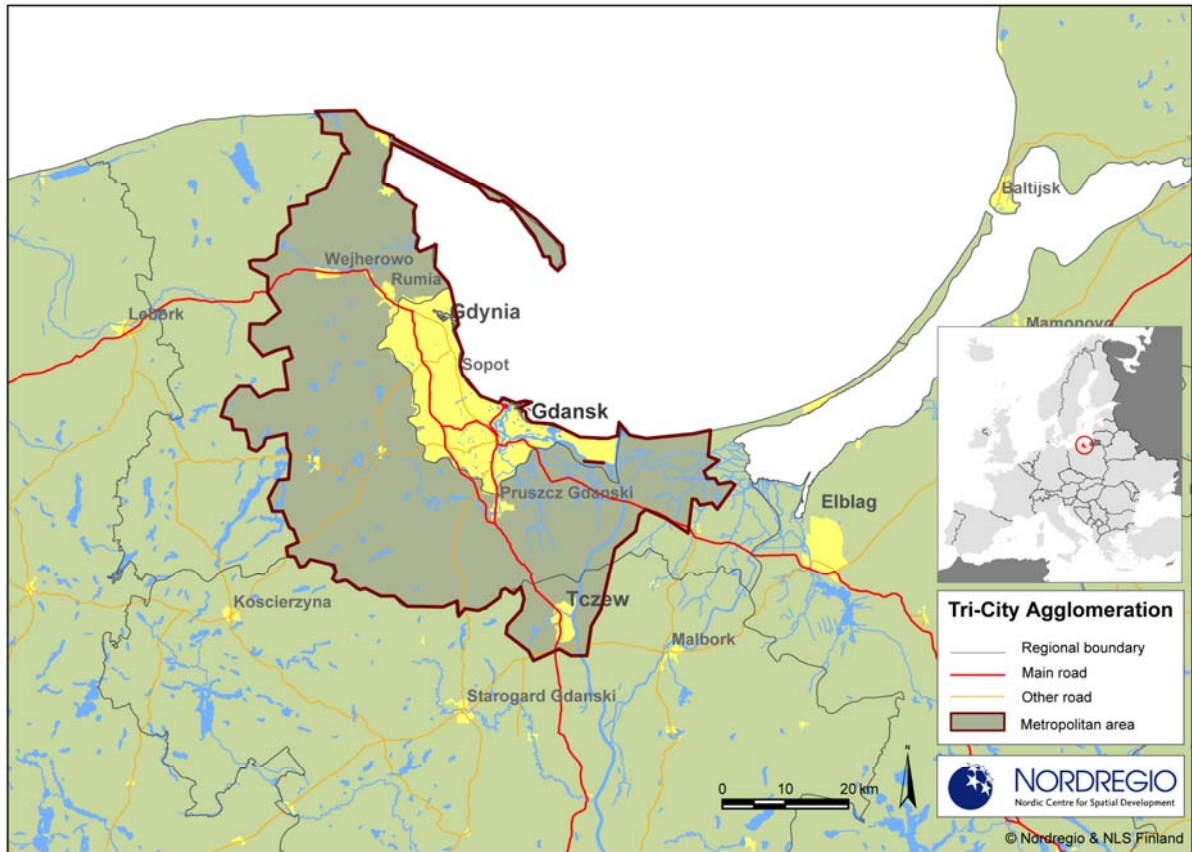 Baltijsk
Wejherowo
Rumia
Lebork
Gdynia
Mamonovo
Sopot
Gdansk
Pruszcz Gdanski
Elblag
Koscierzyna
Tczew
Malbork
Starogard Gdanski
Tri-City Agglomeration
Regional boundary
Main road
Other road
Metropolitan area
N
0 10 20 km
NORDREGIO
Nordic Centre for Spatial Development
© Nordregio & NLS Finland